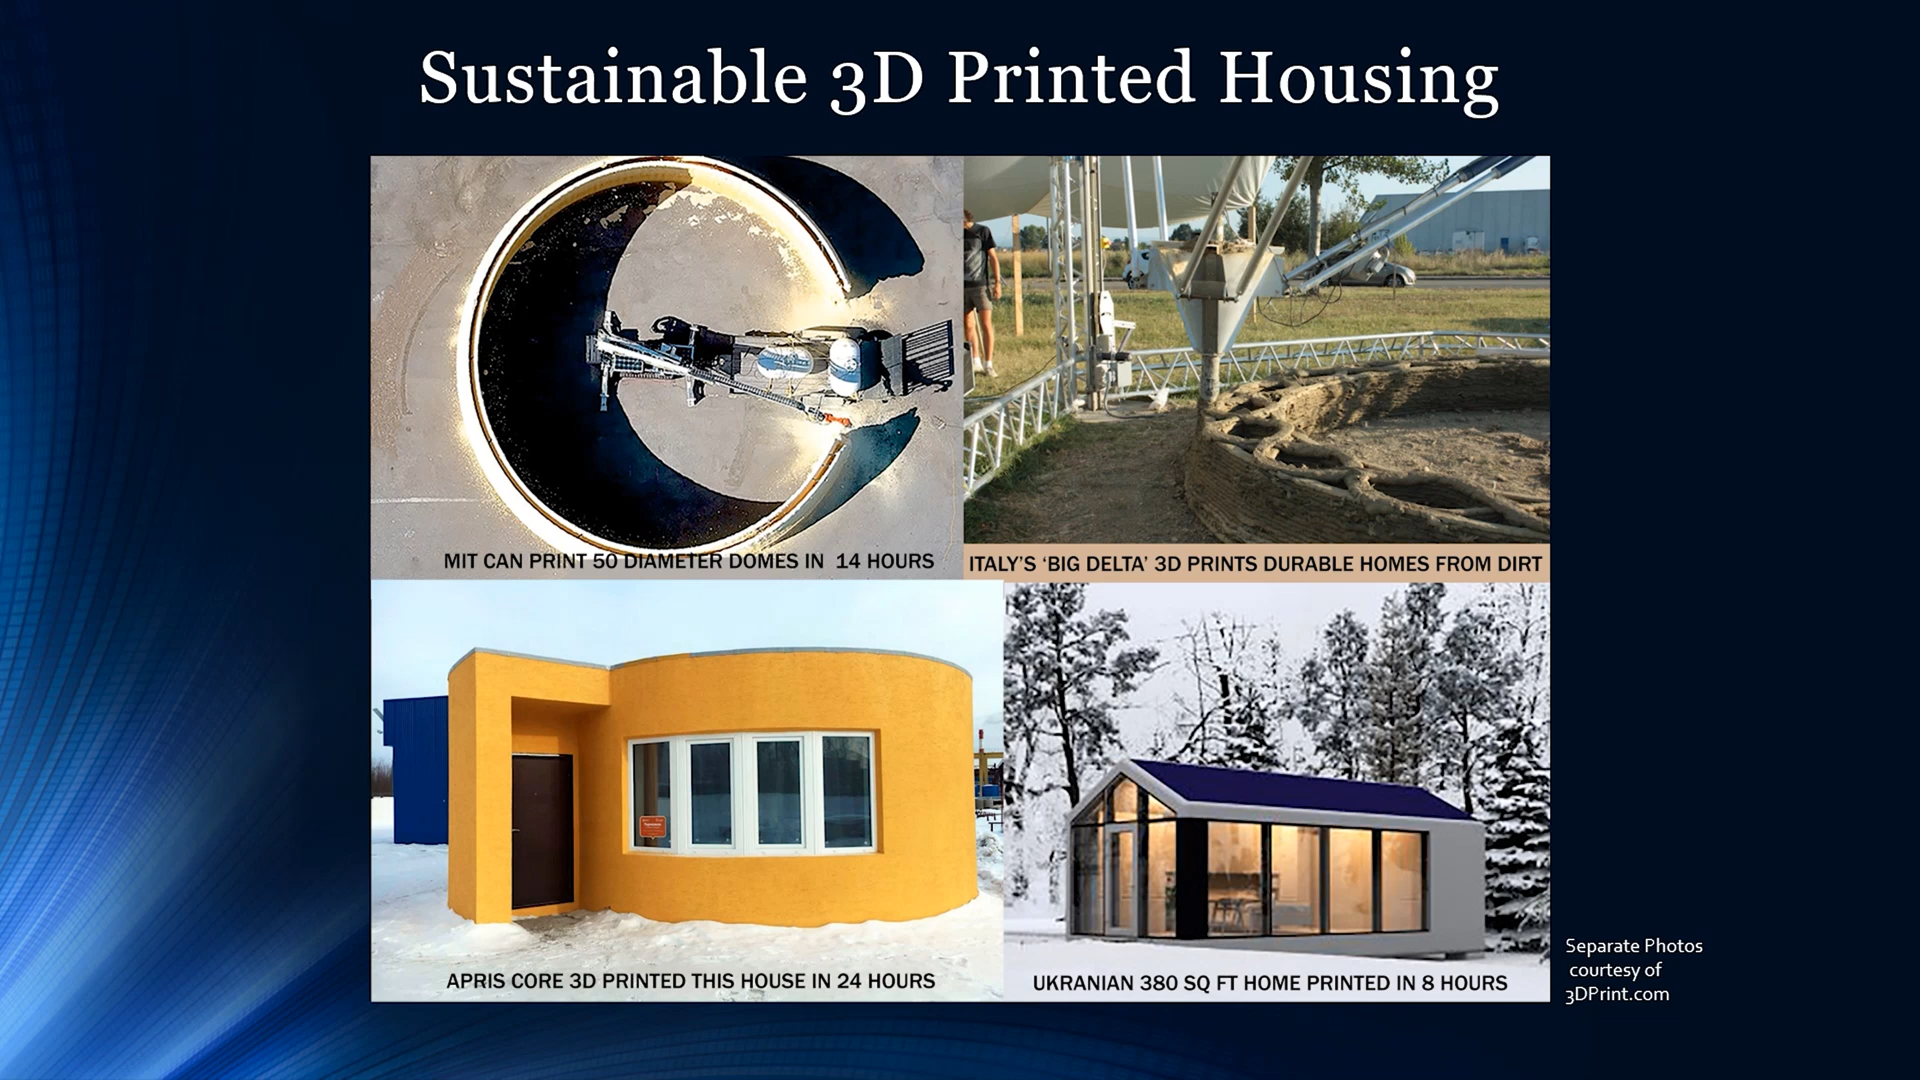 Sustainable 3D Printed Housing
MIT CAN PRINT 50 DIAMETER DOMES IN 14 HOURS
ITALY'S ‘BIG DELTA’ 3D PRINTS DURABLE HOMES FROM DIRT
APRIS CORE 3D PRINTED THIS HOUSE IN 24 HOURS
UKRANIAN 380 SQ FT HOME PRINTED IN 8 HOURS
Separate Photos
courtesy of
3DPrint.com